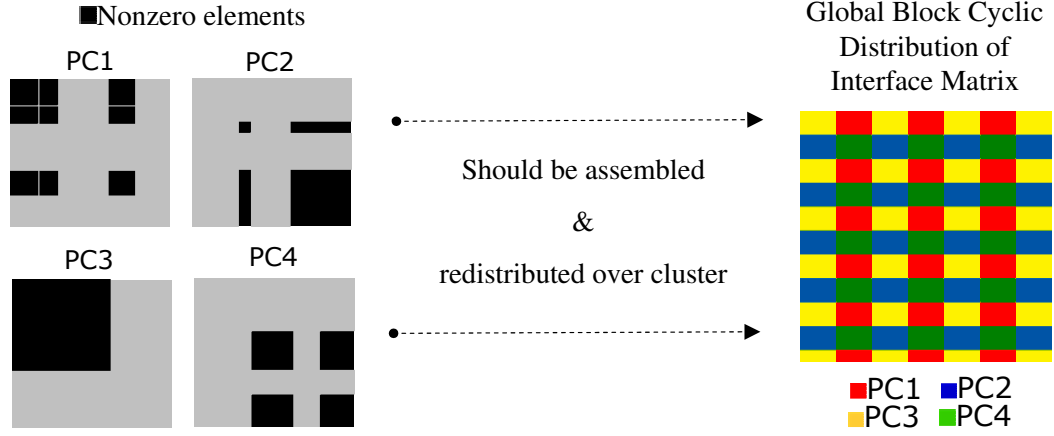 Nonzero elements
PC1
PC2
PC3
PC4
Should be assembled
&
redistributed over cluster
Global Block Cyclic
Distribution of
Interface Matrix
PC1
PC2
PC3
PC4